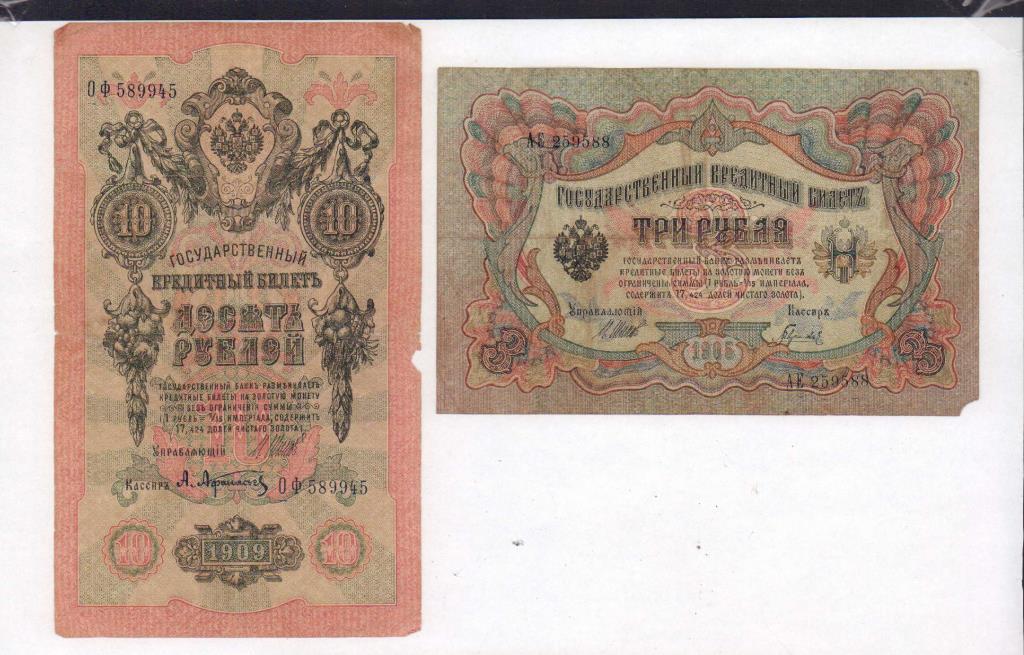 ОФ 589945
10 10
ГОСУДАРСТВЕННЫЙ
КРЕДИТНЫЙ БИЛЕТЪ
ДЕСЯТЬ
РУБЛЕЙ
ГОСУДАРСТВЕННЫЙ БАНКЪ РАЗМѢНИВАЕТЪ
КРЕДИТНЫЕ БИЛЕТЫ НА ЗОЛОТУЮ МОНЕТУ
БЕЗЪ ОГРАНИЧЕНІЯ СУММЫ
(1 РУБЛЬ = 1/15 ИМПЕРІАЛА, СОДЕРЖИТЪ
17,424 ДОЛЕЙ ЧИСТАГО ЗОЛОТА).
10
УПРАВЛЯЮЩІЙ
КАССИРЪ А. Афанасьевъ ОФ 589945
10 1909 10
АЕ 259588
ГОСУДАРСТВЕННЫЙ КРЕДИТНЫЙ БИЛЕТЪ
ТРИ РУБЛЯ
ГОСУДАРСТВЕННЫЙ БАНКЪ РАЗМѢНИВАЕТЪ
КРЕДИТНЫЕ БИЛЕТЫ НА ЗОЛОТУЮ МОНЕТУ БЕЗЪ
ОГРАНИЧЕНІЯ СУММЫ (1 РУБЛЬ = 1/15 ИМПЕРІАЛА,
СОДЕРЖИТЪ 17,424 ДОЛЕЙ ЧИСТАГО ЗОЛОТА).
УПРАВЛЯЮЩІЙ КАССИРЪ
3 1905 3
АЕ 259588